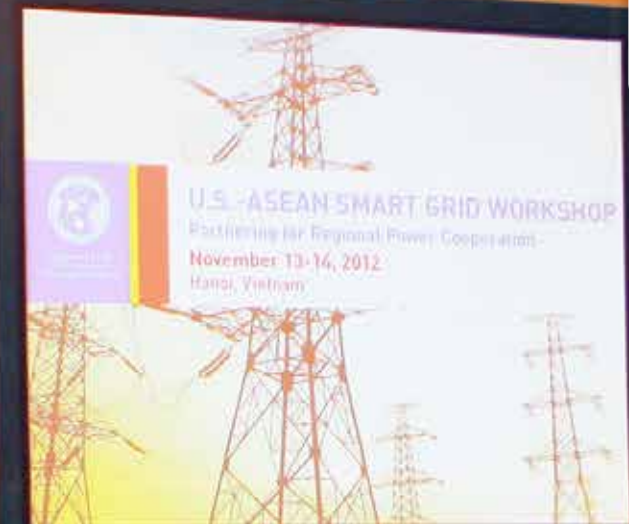 U.S.-ASEAN SMART GRID WORKSHOP
Partnering for Regional Power Cooperation
November 13-14, 2012
Hanoi, Vietnam